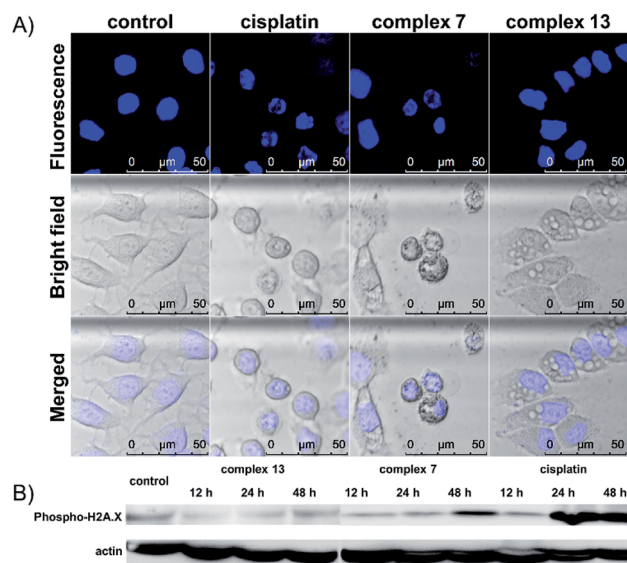 A)
control cisplatin complex 7 complex 13
Fluorescence
0 µm 50 0 µm 50 0 µm 50 0 µm 50
Bright field
µm µm µm µm
0 50 0 50 0 50 0 50
Merged
µm µm µm µm
0 50 0 50 0 50 0 50
B)
control complex 13 complex 7 cisplatin
12 h 24 h 48 h 12 h 24 h 48 h 12 h 24 h 48 h
Phospho-H2A.X
actin